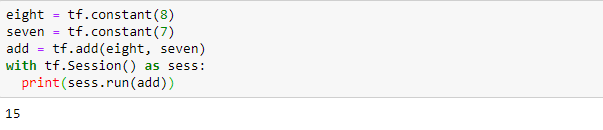 eight = tf.constant(8)
seven = tf.constant(7)
add = tf.add(eight, seven)
with tf.Session() as sess:
  print(sess.run(add))
15